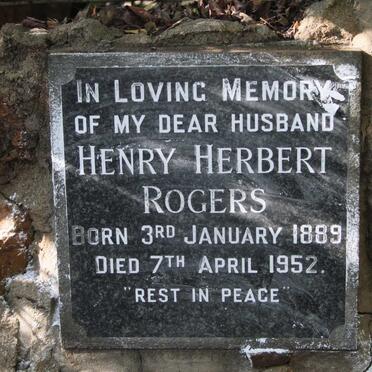 IN LOVING MEMORY
OF MY DEAR HUSBAND
HENRY HERBERT
ROGERS
BORN 3RD JANUARY 1889
DIED 7TH APRIL 1952.
"REST IN PEACE"